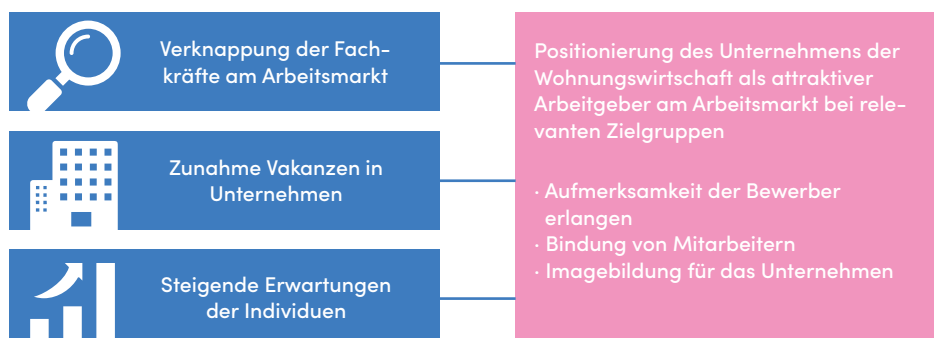 Verknappung der Fach-
kräfte am Arbeitsmarkt
Zunahme Vakanzen in
Unternehmen
Steigende Erwartungen
der Individuen
Positionierung des Unternehmens der
Wohnungswirtschaft als attraktiver
Arbeitgeber am Arbeitsmarkt bei rele-
vanten Zielgruppen
· Aufmerksamkeit der Bewerber
erlangen
· Bindung von Mitarbeitern
· Imagebildung für das Unternehmen